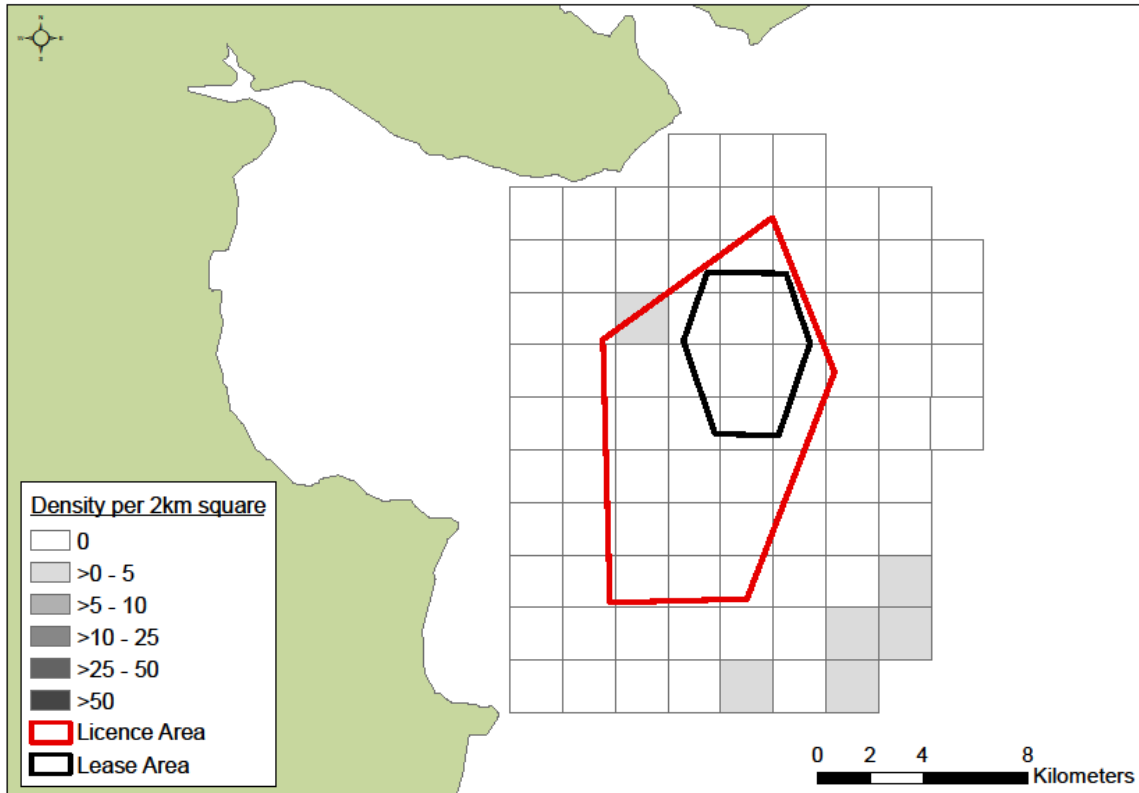 N
W E
S
Density per 2km square
0
>0 - 5
>5 - 10
>10 - 25
>25 - 50
>50
Licence Area
Lease Area
0 2 4 8
Kilometers